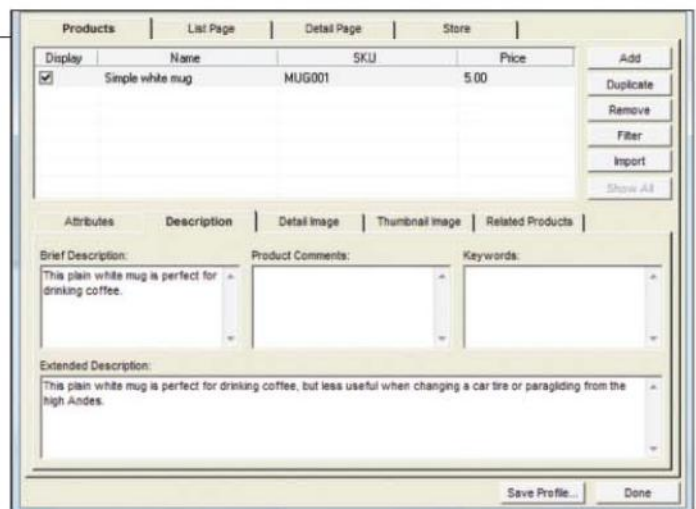 Products List Page Detail Page Store
Display Name SKU Price
Simple white mug MUG001 5.00
Add
Duplicate
Remove
Filter
Import
Show All
Attributes Description Detail Image Thumbnail Image Related Products
Brief Description: Product Comments: Keywords:
This plain white mug is perfect for
drinking coffee.
Extended Description:
This plain white mug is perfect for drinking coffee, but less useful when changing a car tire or paragliding from the
high Andes.
Save Profile... Done